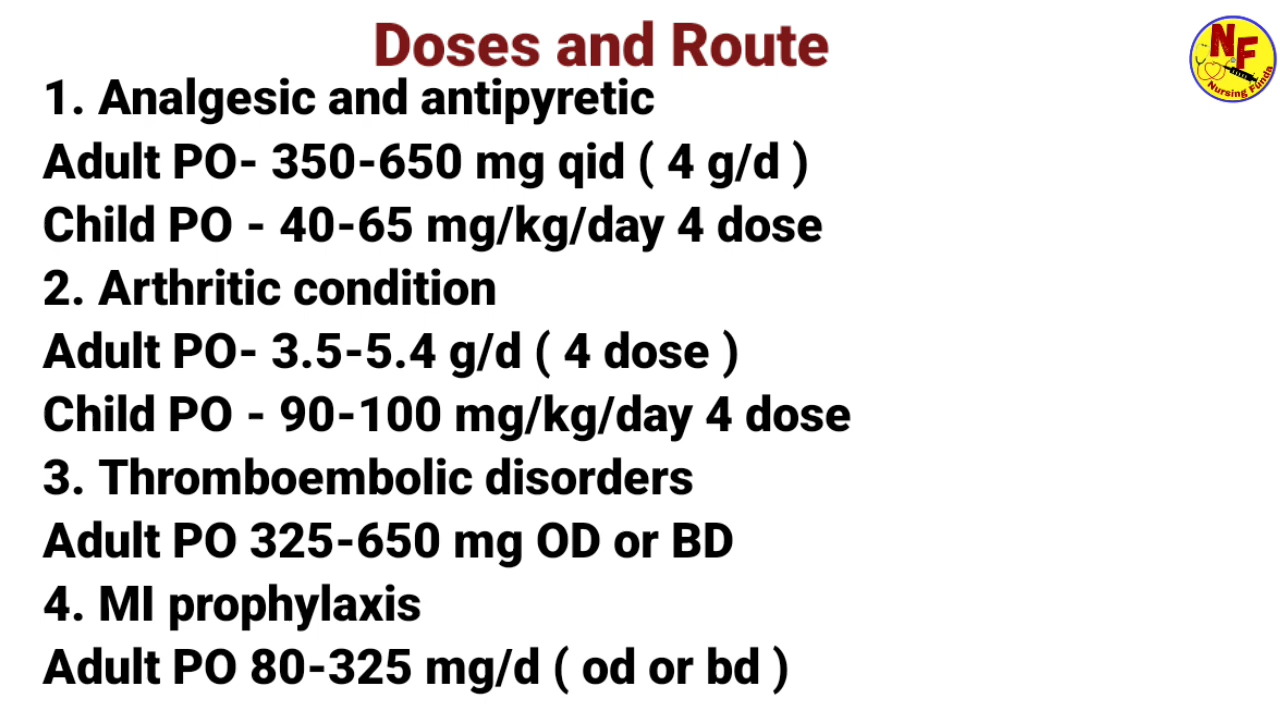 Doses and Route
NF
Nursing Funda
1. Analgesic and antipyretic
Adult PO- 350-650 mg qid ( 4 g/d )
Child PO - 40-65 mg/kg/day 4 dose
2. Arthritic condition
Adult PO- 3.5-5.4 g/d ( 4 dose )
Child PO - 90-100 mg/kg/day 4 dose
3. Thromboembolic disorders
Adult PO 325-650 mg OD or BD
4. MI prophylaxis
Adult PO 80-325 mg/d ( od or bd )